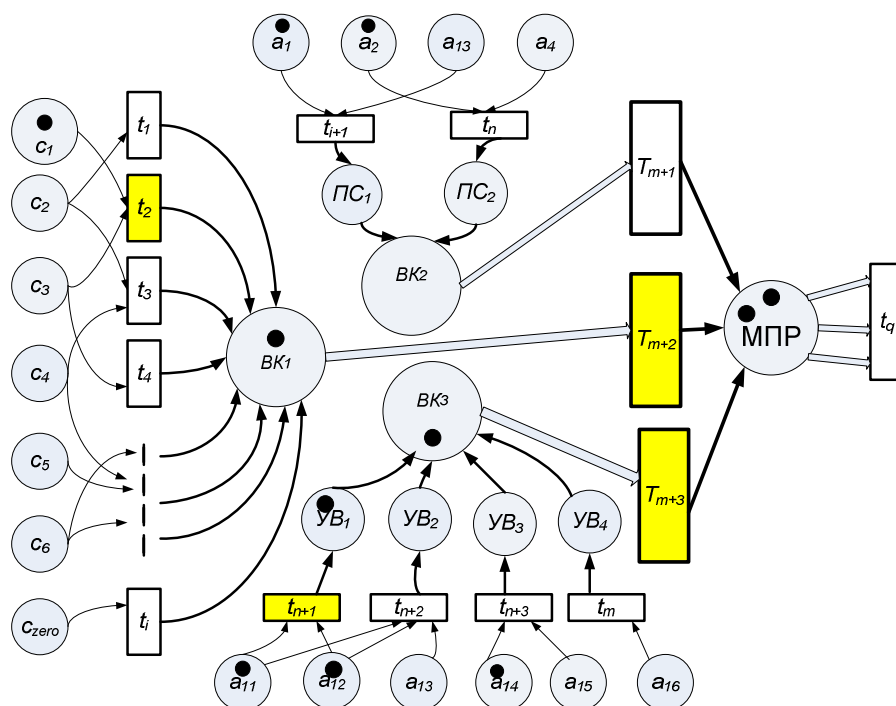 a1
a2
a13
a4
c1
t1
ti+1
tn
Tm+1
c2
t2
ПС1
ПС2
c3
t3
ВК2
tq
c4
t4
ВК1
Tm+2
МПР
c5
ВК3
Tm+3
c6
УВ1
УВ2
УВ3
УВ4
czero
ti
tn+1
tn+2
tn+3
tm
a11
a12
a13
a14
a15
a16